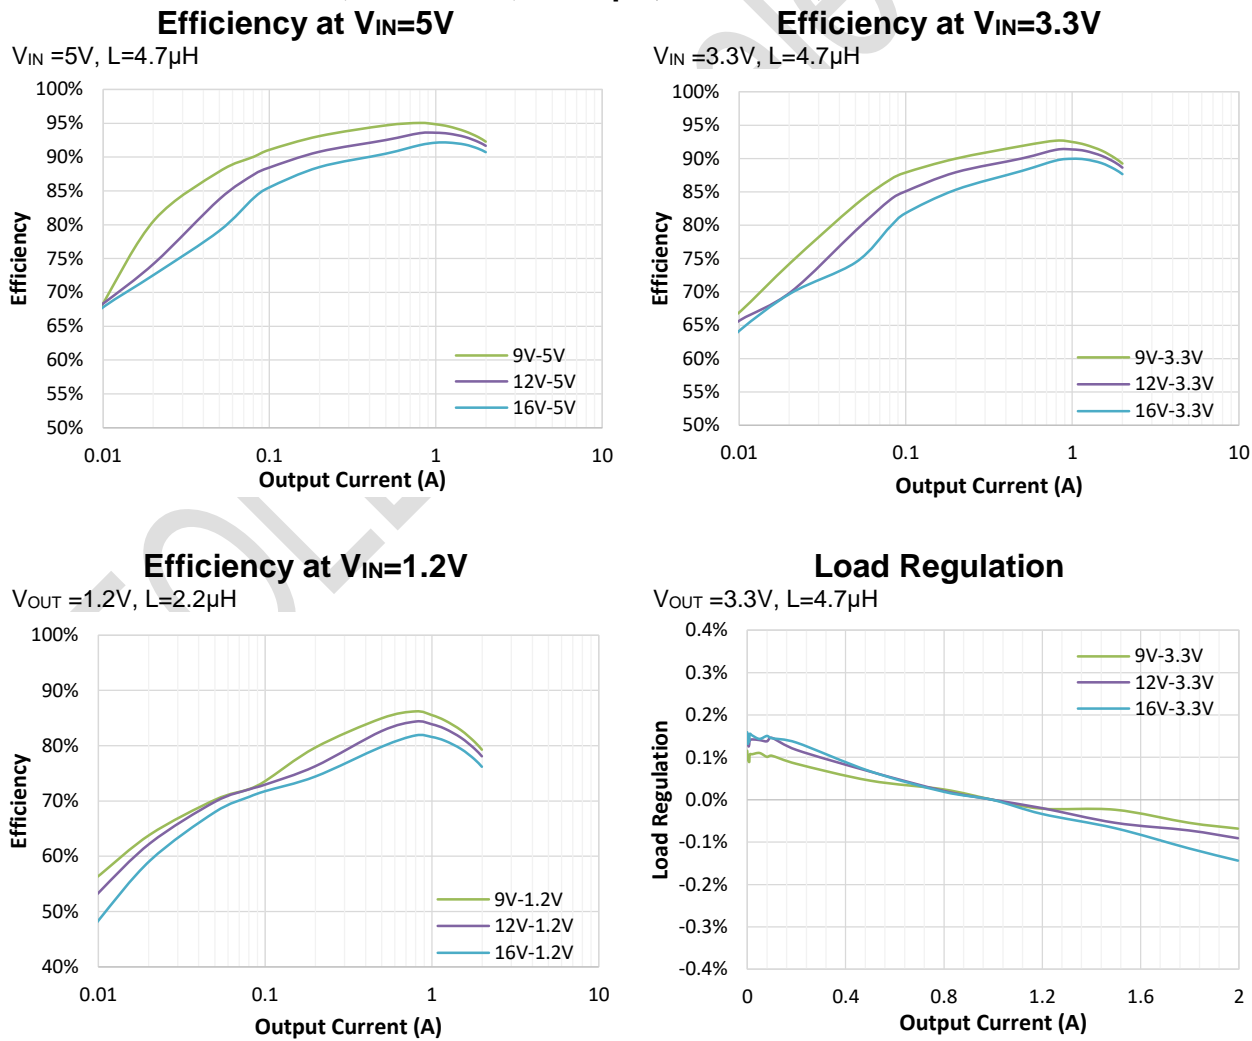 Efficiency at VIN=5V
VIN =5V, L=4.7µH
100%
95%
90%
85%
80%
75%
70%
65%
60%
55%
50%
Efficiency
9V-5V
12V-5V
16V-5V
0.01 0.1 1 10
Output Current (A)
Efficiency at VIN=3.3V
VIN =3.3V, L=4.7µH
100%
95%
90%
85%
80%
75%
70%
65%
60%
55%
50%
Efficiency
9V-3.3V
12V-3.3V
16V-3.3V
0.01 0.1 1 10
Output Current (A)
Efficiency at VIN=1.2V
VOUT =1.2V, L=2.2µH
100%
90%
80%
70%
60%
50%
40%
Efficiency
9V-1.2V
12V-1.2V
16V-1.2V
0.01 0.1 1 10
Output Current (A)
Load Regulation
VOUT =3.3V, L=4.7µH
0.4%
0.3%
0.2%
0.1%
0.0%
-0.1%
-0.2%
-0.3%
-0.4%
Load Regulation
9V-3.3V
12V-3.3V
16V-3.3V
0 0.4 0.8 1.2 1.6 2
Output Current (A)